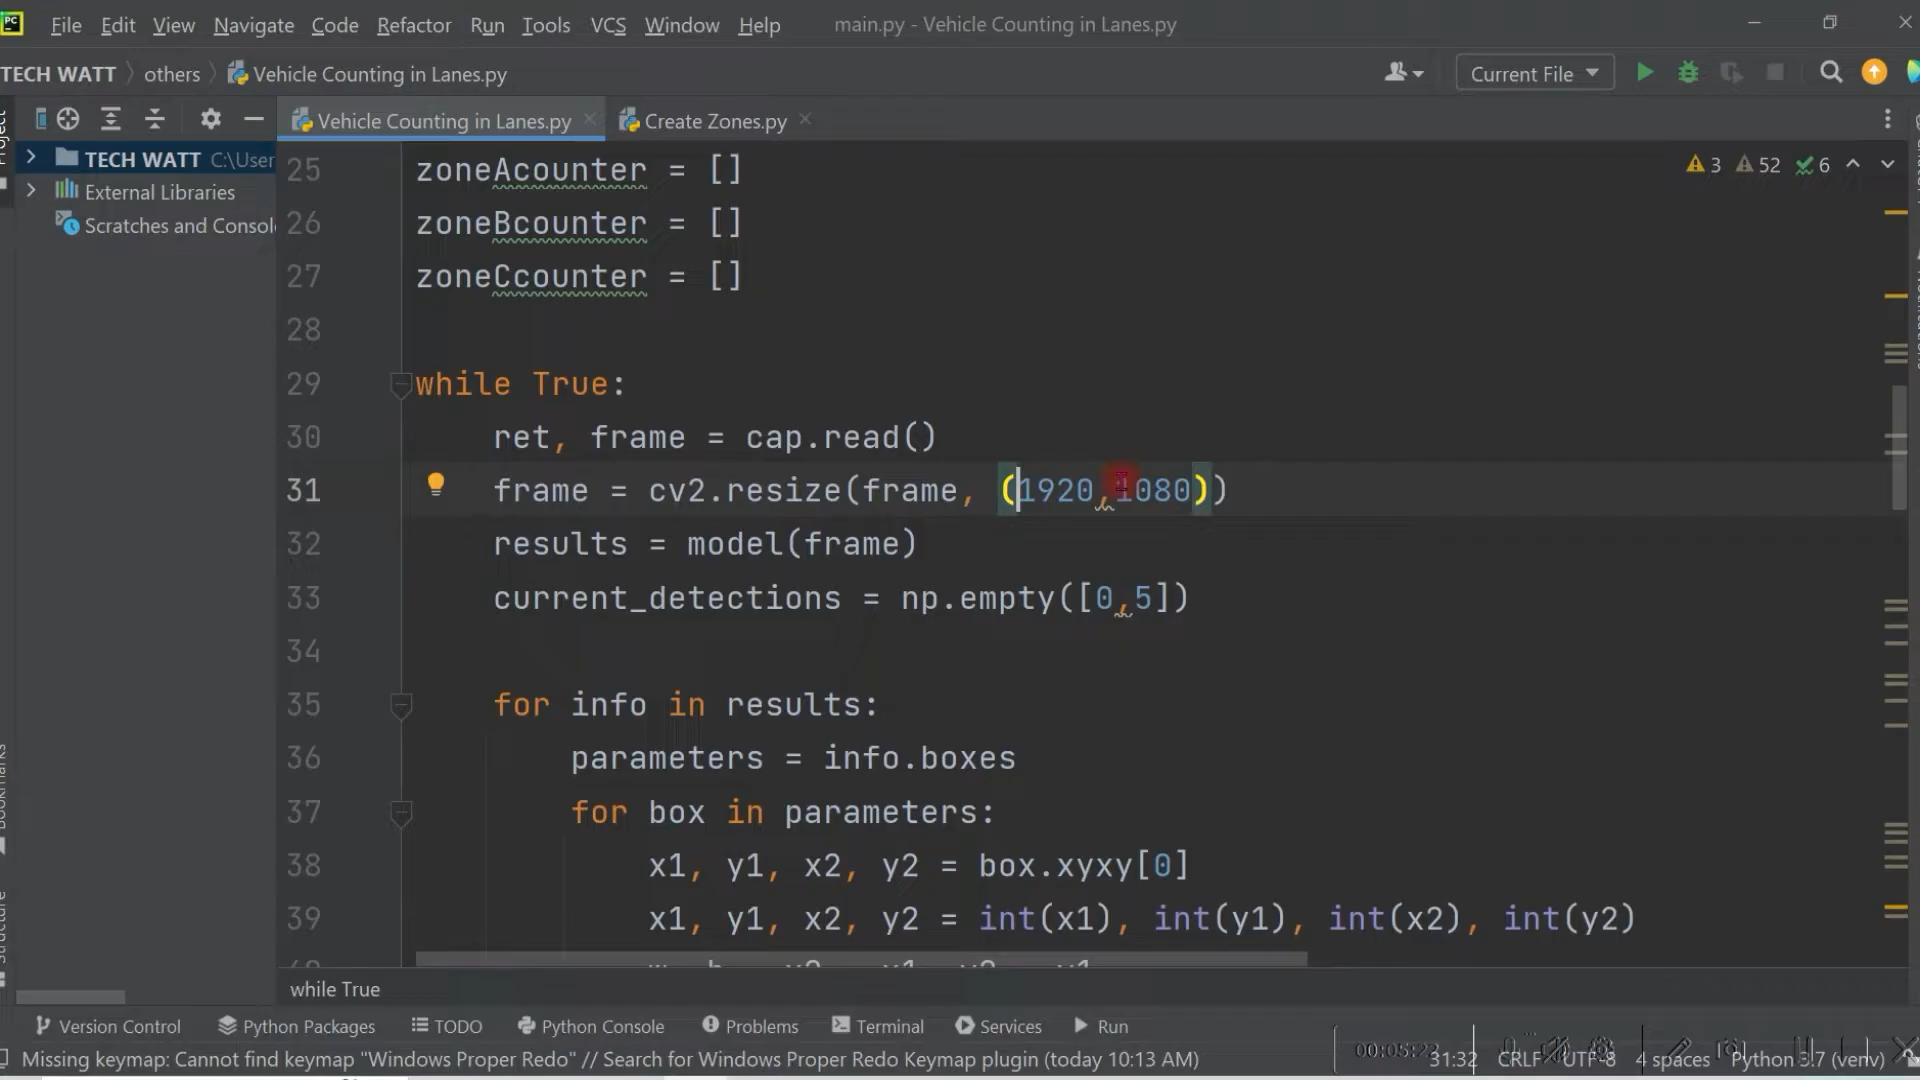 File Edit View Navigate Code Refactor Run Tools VCS Window Help main.py - Vehicle Counting in Lanes.py
TECH WATT others Vehicle Counting in Lanes.py Current File
Project
Vehicle Counting in Lanes.py Create Zones.py
TECH WATT C:\User
External Libraries
Scratches and Consol
3 52 6
25 zoneAcounter = []
26 zoneBcounter = []
27 zoneCcounter = []
28
29 while True:
30 ret, frame = cap.read()
31 frame = cv2.resize(frame, (1920,1080))
32 results = model(frame)
33 current_detections = np.empty([0,5])
34
35 for info in results:
36 parameters = info.boxes
37 for box in parameters:
38 x1, y1, x2, y2 = box.xyxy[0]
39 x1, y1, x2, y2 = int(x1), int(y1), int(x2), int(y2)
Bookmarks
Structure
while True
Version Control Python Packages TODO Python Console Problems Terminal Services Run
Missing keymap: Cannot find keymap "Windows Proper Redo" // Search for Windows Proper Redo Keymap plugin (today 10:13 AM) 31:32 CRLF UTF-8 4 spaces Python 3.7 (venv)